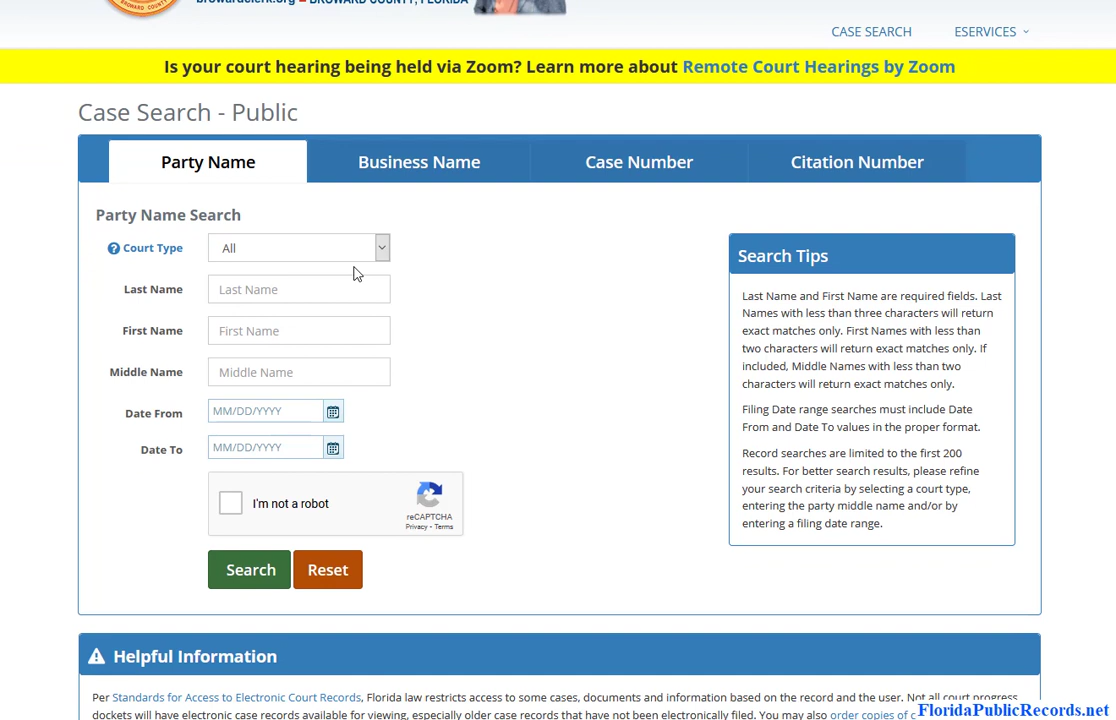 browardclerk.org – BROWARD COUNTY, FLORIDA
CASE SEARCH
ESERVICES
Is your court hearing being held via Zoom? Learn more about Remote Court Hearings by Zoom
Case Search - Public
Party Name
Business Name
Case Number
Citation Number
Party Name Search
Court Type
All
Last Name
Last Name
First Name
First Name
Middle Name
Middle Name
Date From
MM/DD/YYYY
Date To
MM/DD/YYYY
I'm not a robot
reCAPTCHA
Privacy - Terms
Search
Reset
Search Tips
Last Name and First Name are required fields. Last
Names with less than three characters will return
exact matches only. First Names with less than
two characters will return exact matches only. If
included, Middle Names with less than two
characters will return exact matches only.
Filing Date range searches must include Date
From and Date To values in the proper format.
Record searches are limited to the first 200
results. For better search results, please refine
your search criteria by selecting a court type,
entering the party middle name and/or by
entering a filing date range.
Helpful Information
Per Standards for Access to Electronic Court Records, Florida law restricts access to some cases, documents and information based on the record and the user. Not all court progress
dockets will have electronic case records available for viewing, especially older case records that have not been electronically filed. You may also order copies of
FloridaPublicRecords.net